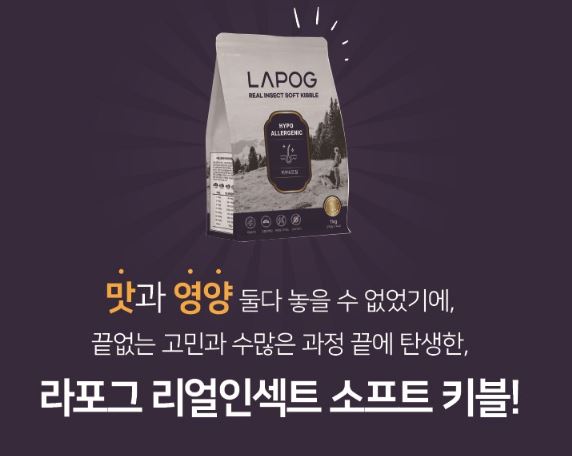 LAPOG
REAL INSECT SOFT KIBBLE
HYPO
ALLERGENIC
1kg
맛과 영양 둘다 놓을 수 없었기에,
끝없는 고민과 수많은 과정 끝에 탄생한,
라포그 리얼인섹트 소프트 키블!